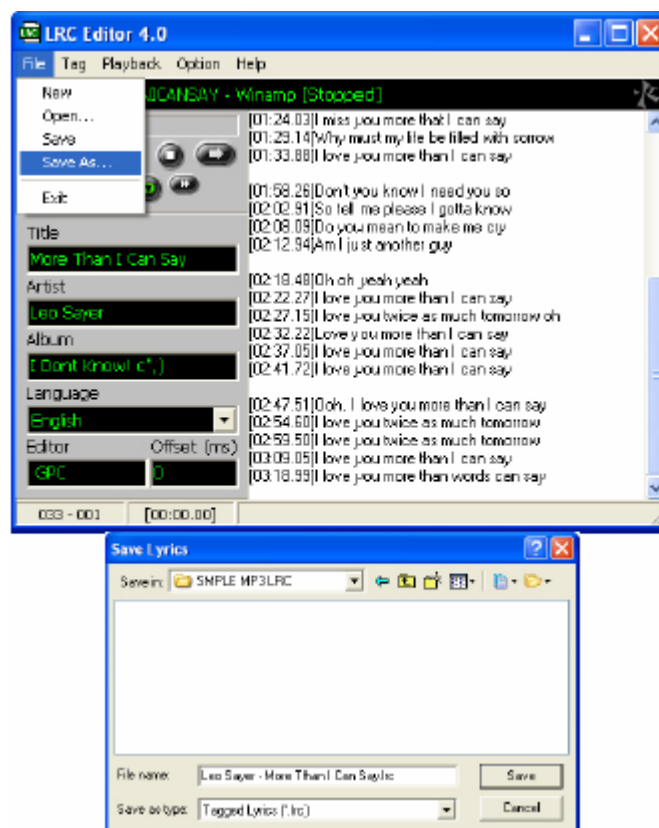 LRC Editor 4.0
File Tag Playback Option Help
NICANSAY - Winamp [Stopped]
New
Open...
Save
Save As...
Exit
Title
More Than I Can Say
Artist
Leo Sayer
Album
I Dont Know! c*,)
Language
English
Editor Offset (ms)
GPC 0
[01:24.03]I miss you more that I can say
[01:29.14]Why must my life be filled with sorrow
[01:33.88]I love you more than I can say
[01:58.26]Don't you know I need you so
[02:02.91]So tell me please I gotta know
[02:08.09]Do you mean to make me cry
[02:12.94]Am I just another guy
[02:18.48]Oh oh yeah yeah
[02:22.27]I love you more than I can say
[02:27.15]I love you twice as much tomorrow oh
[02:32.22]Love you more than I can say
[02:37.05]I love you more than I can say
[02:41.72]I love you more than I can say
[02:47.51]Ooh, I love you more than I can say
[02:54.60]I love you twice as much tomorrow
[02:59.50]I love you twice as much tomorrow
[03:09.05]I love you more than I can say
[03:18.99]I love you more than words can say
033 - 001 [00:00.00]
Save Lyrics
Save in: SMPLE MP3LRC
File name: Leo Sayer - More Than I Can Say.lrc Save
Save as type: Tagged Lyrics (*.lrc) Cancel